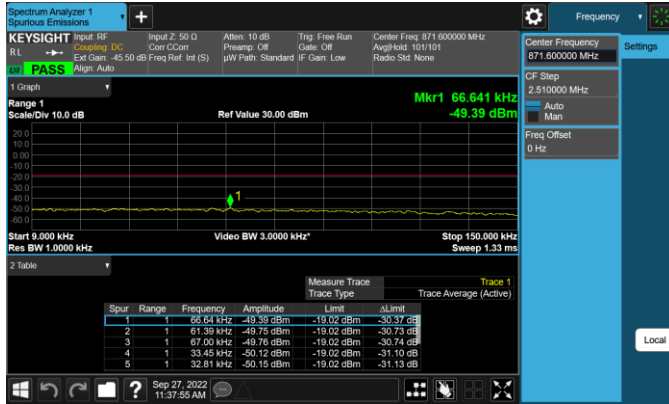 Spectrum Analyzer 1
Spurious Emissions
Frequency
KEYSIGHT
RL
PASS
Input: RF
Coupling: DC
Ext Gain: -45.50 dB
Align: Auto
Input Z: 50 Ω
Corr CCorr
Freq Ref: Int (S)
Atten: 10 dB
Preamp: Off
µW Path: Standard
Trig: Free Run
Gate: Off
IF Gain: Low
Center Freq: 871.600000 MHz
Avg|Hold: 101/101
Radio Std: None
Center Frequency
871.600000 MHz
Settings
CF Step
2.510000 MHz
Auto
Man
Freq Offset
0 Hz
Local
1 Graph
Range 1
Scale/Div 10.0 dB
Ref Value 30.00 dBm
Mkr1 66.641 kHz
-49.39 dBm
20.0
10.0
0.00
-10.0
-20.0
-30.0
-40.0
-50.0
-60.0
1
Start 9.000 kHz
Video BW 3.0000 kHz*
Stop 150.000 kHz
Res BW 1.0000 kHz
Sweep 1.33 ms
2 Table
Measure Trace Trace 1
Trace Type Trace Average (Active)
Spur Range Frequency Amplitude Limit ΔLimit
1 1 66.64 kHz -49.39 dBm -19.02 dBm -30.37 dB
2 1 61.39 kHz -49.75 dBm -19.02 dBm -30.73 dB
3 1 67.00 kHz -49.76 dBm -19.02 dBm -30.74 dB
4 1 33.45 kHz -50.12 dBm -19.02 dBm -31.10 dB
5 1 32.81 kHz -50.15 dBm -19.02 dBm -31.13 dB
Sep 27, 2022
11:37:55 AM